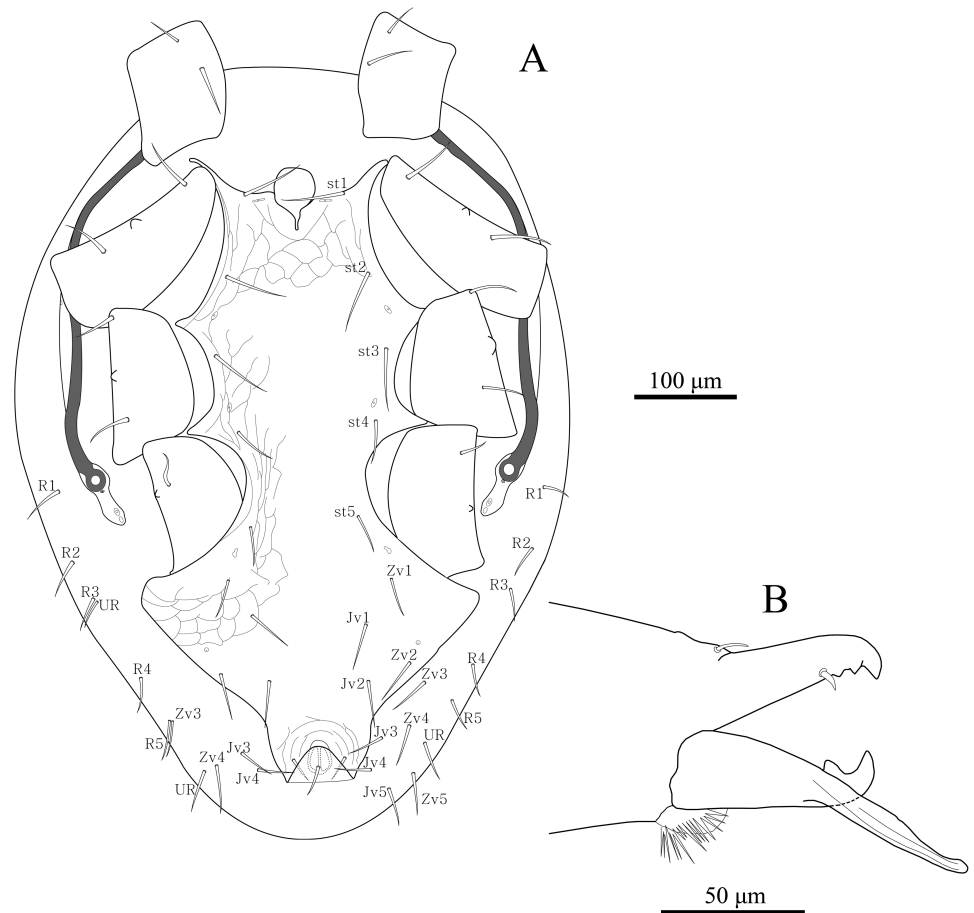 A
st1
st2
100 μm
st3
st4
R1
R1
st5
R2
R2
Zv1
R3
R3
UR
B
Jv1
Zv2
R4
R4
Zv3
Jv2
Zv3
R5
Zv4
Jv3
UR
R5
Jv3
Zv4
Jv4
Jv4
UR
Jv5
Zv5
50 μm